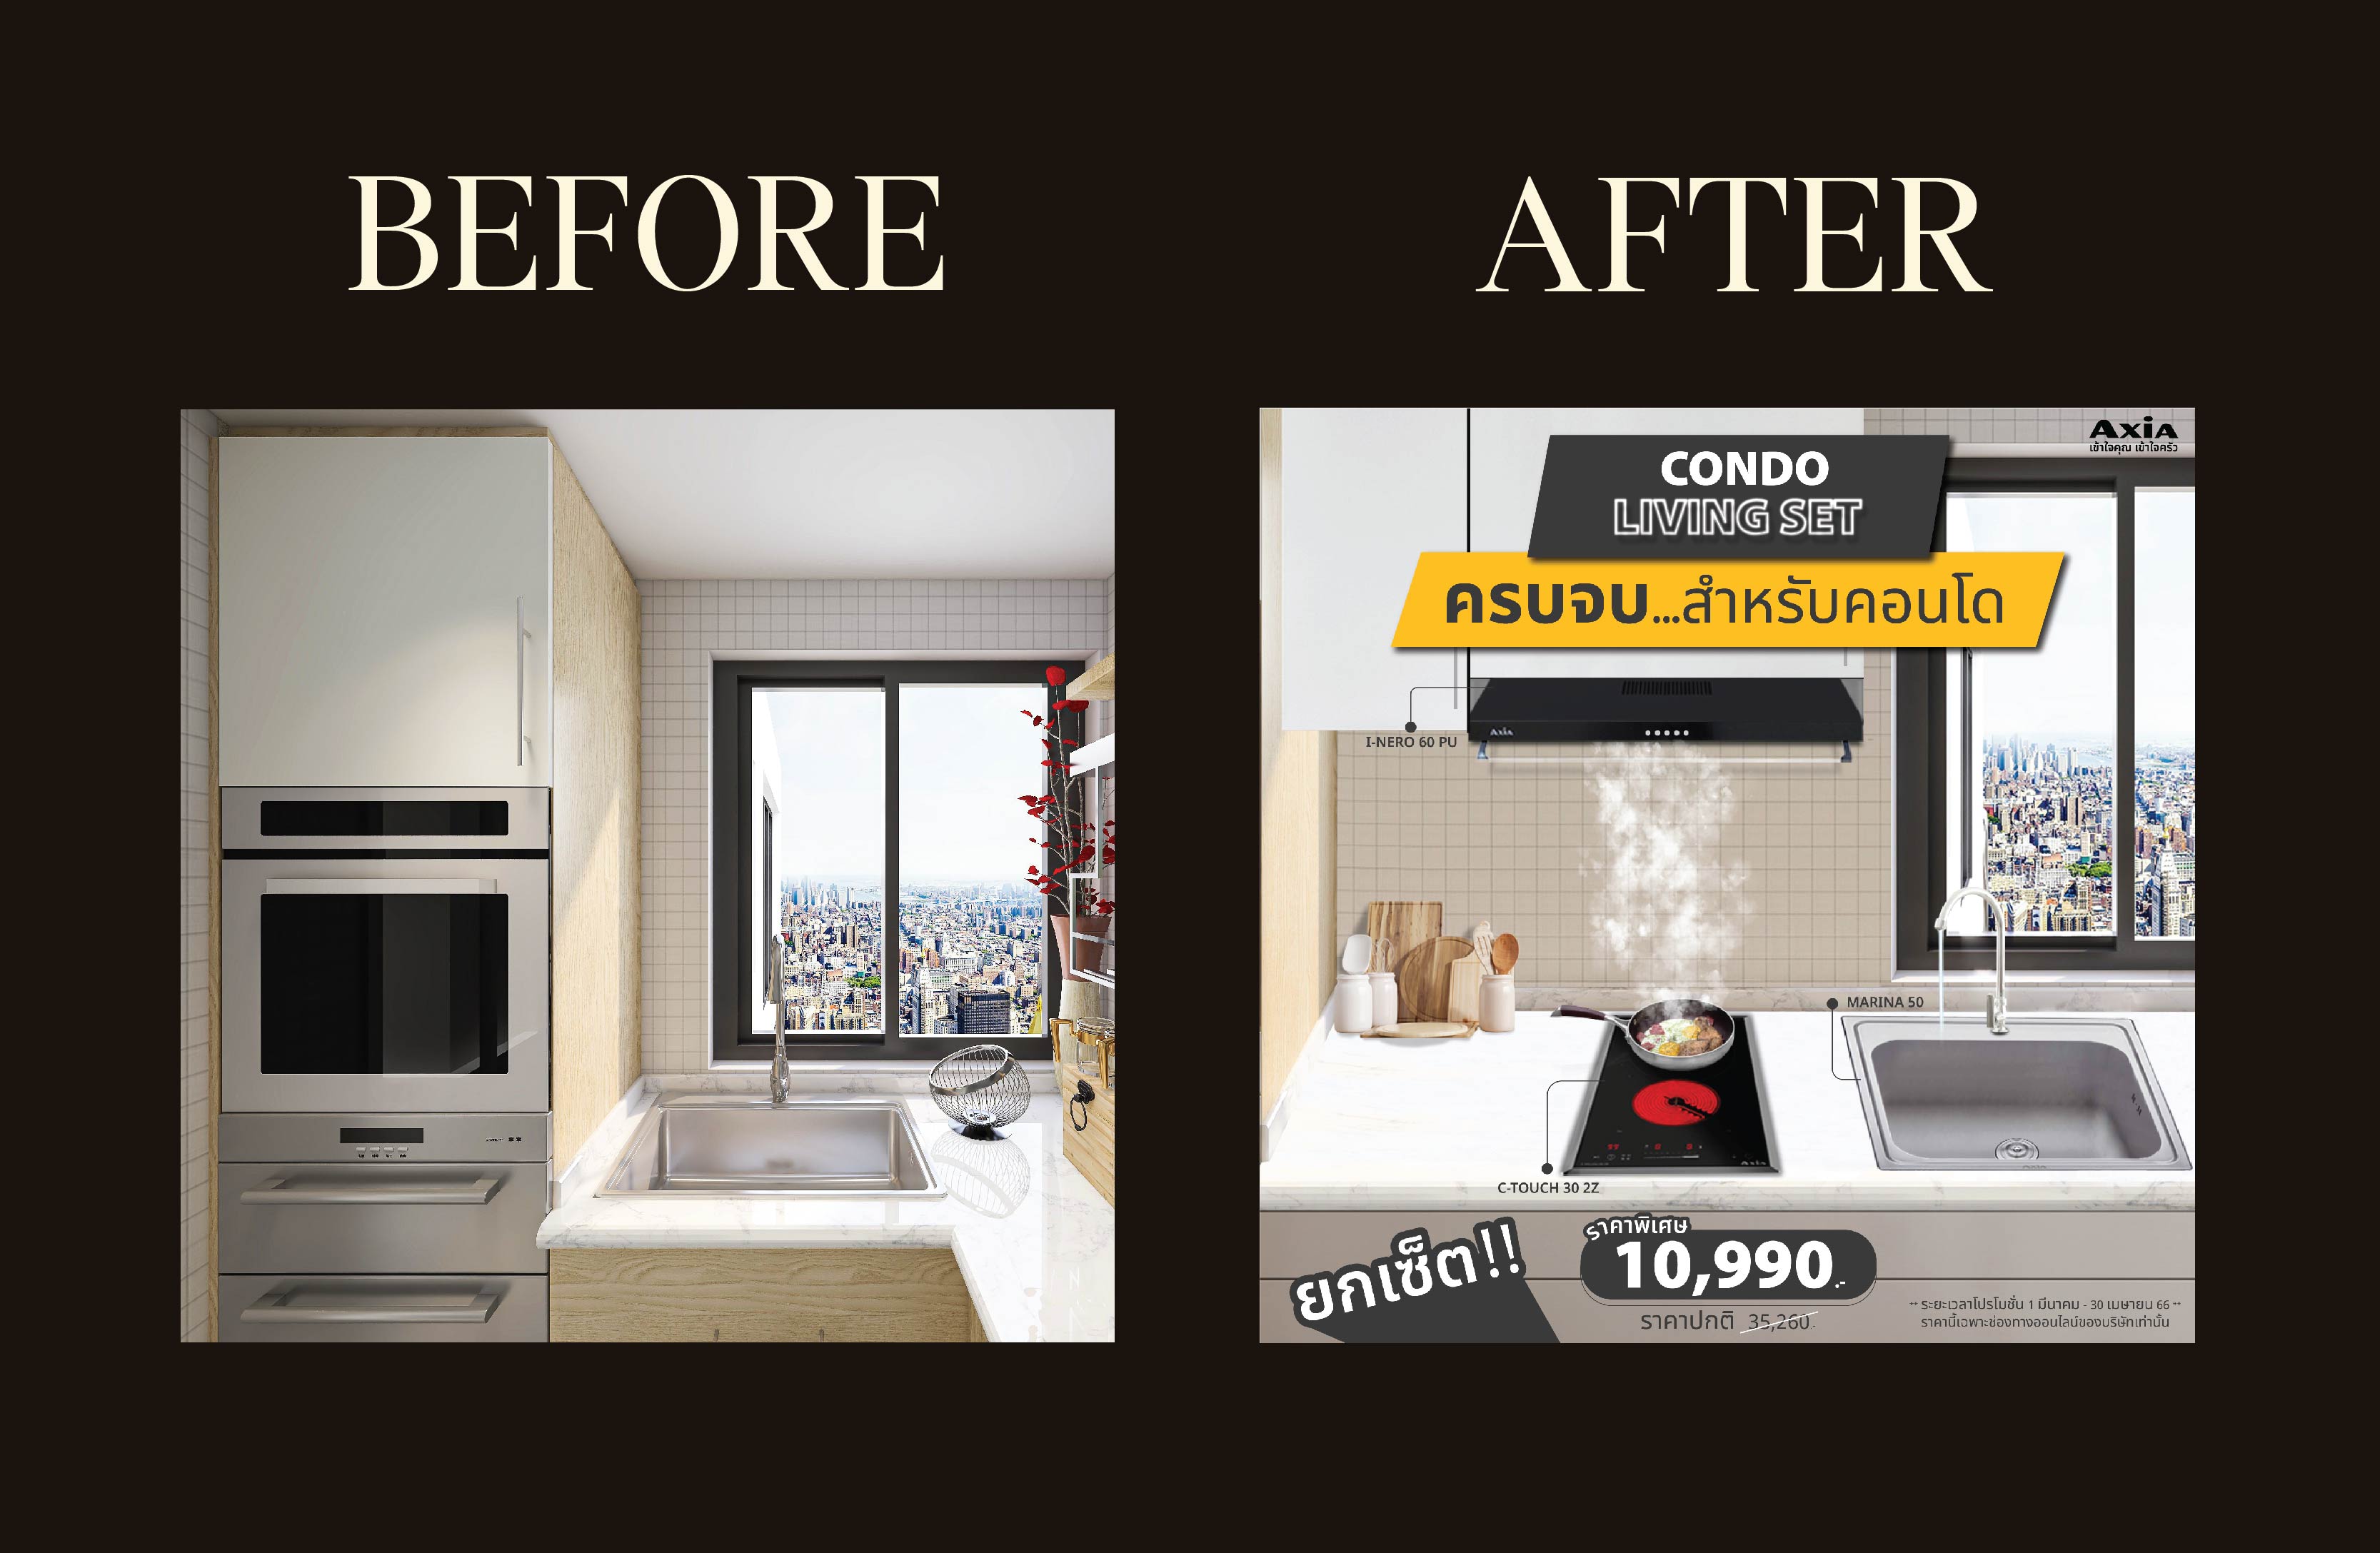 BEFORE
AFTER
Axia
เข้าใจคุณ เข้าใจครัว
CONDO
LIVING SET
ครบจบ...สำหรับคอนโด
Axia
I-NERO 60 PU
MARINA 50
C-TOUCH 30 2Z
Axia
ยกเซ็ต!!
ราคาพิเศษ
10,990.-
ราคาปกติ 35,260.-
** ระยะเวลาโปรโมชั่น 1 มีนาคม - 30 เมษายน 66 **
ราคานี้เฉพาะช่องทางออนไลน์ของบริษัทเท่านั้น